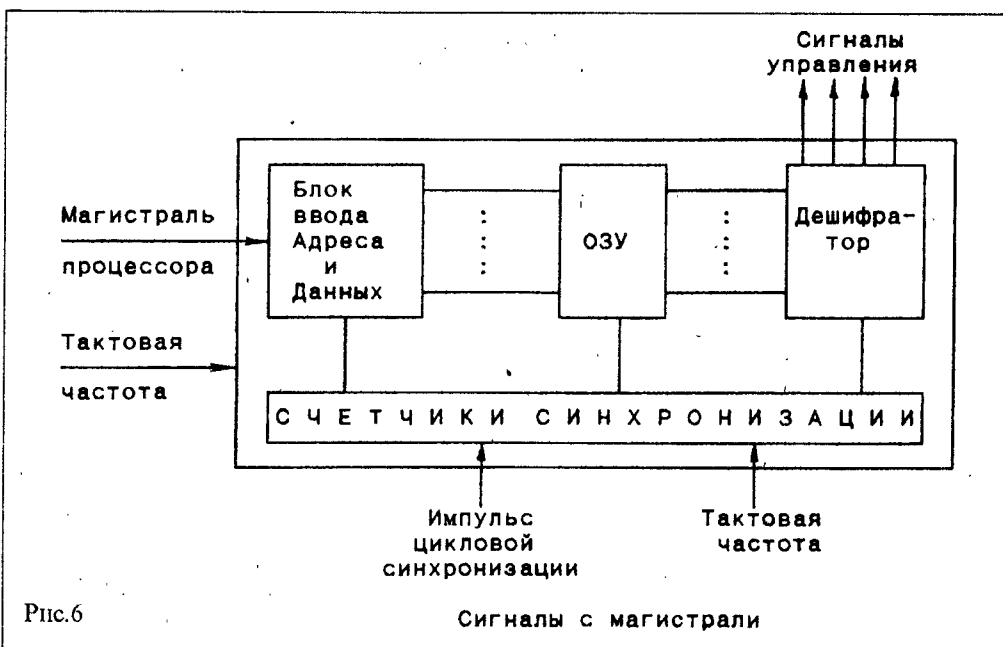 Сигналы
управления
Блок
ввода
Адреса
и
Данных
ОЗУ
Дешифра-
тор
Магистраль
процессора
Тактовая
частота
СЧЕТЧИКИ СИНХРОНИЗАЦИИ
Импульс
цикловой
синхронизации
Тактовая
частота
Рис.6
Сигналы с магистрали